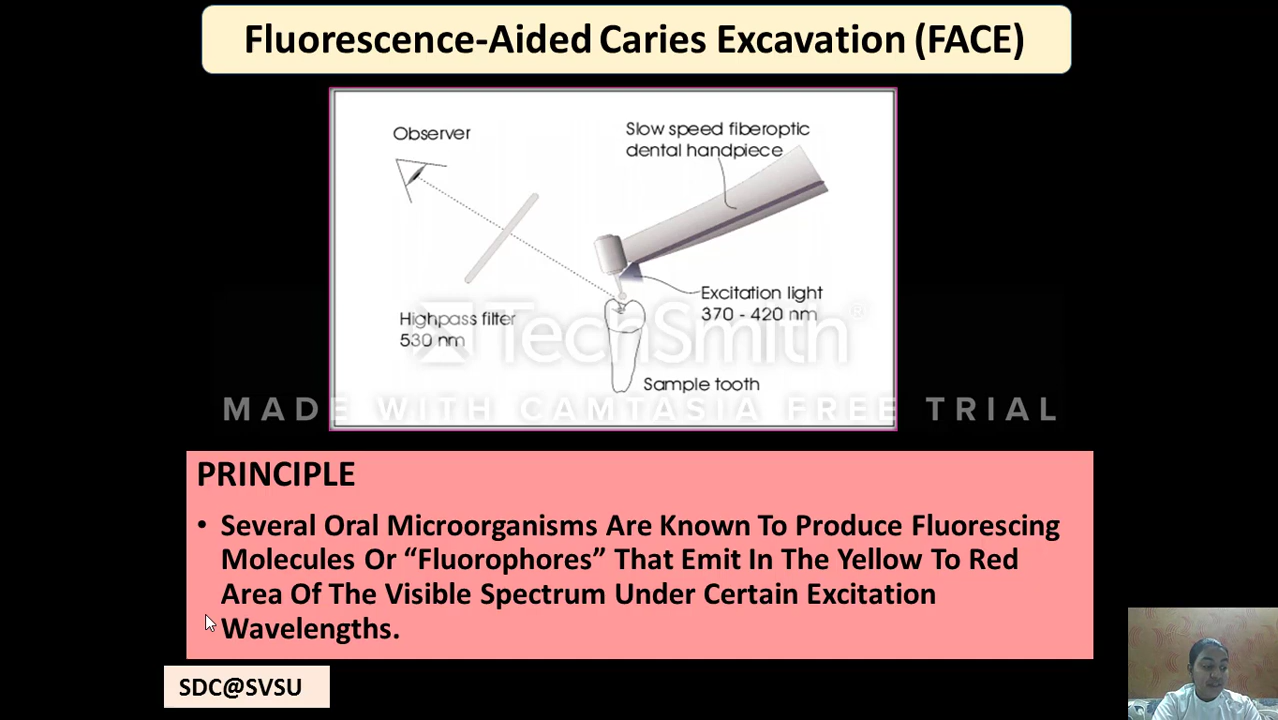 Fluorescence-Aided Caries Excavation (FACE)
Observer
Slow speed fiberoptic
dental handpiece
Excitation light
370 - 420 nm
Highpass filter
530 nm
TechSmith®
Sample tooth
MADE WITH CAMTASIA FREE TRIAL
PRINCIPLE
• Several Oral Microorganisms Are Known To Produce Fluorescing
Molecules Or “Fluorophores” That Emit In The Yellow To Red
Area Of The Visible Spectrum Under Certain Excitation
Wavelengths.
SDC@SVSU